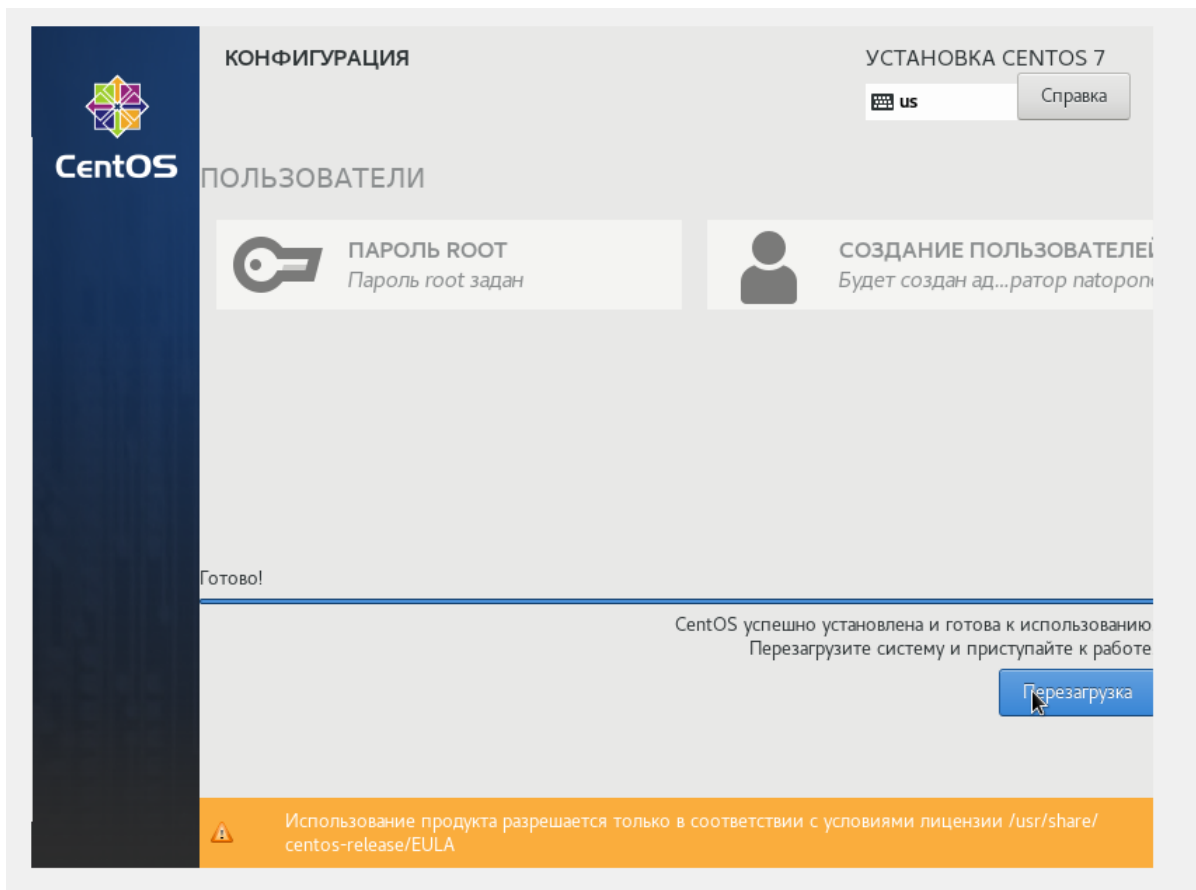 КОНФИГУРАЦИЯ
УСТАНОВКА CENTOS 7
us
Справка
CentOS
ПОЛЬЗОВАТЕЛИ
ПАРОЛЬ ROOT
Пароль root задан
СОЗДАНИЕ ПОЛЬЗОВАТЕЛЕЙ
Будет создан ад...ратор natopon
Готово!
CentOS успешно установлена и готова к использованию
Перезагрузите систему и приступайте к работе
Перезагрузка
Использование продукта разрешается только в соответствии с условиями лицензии /usr/share/
centos-release/EULA